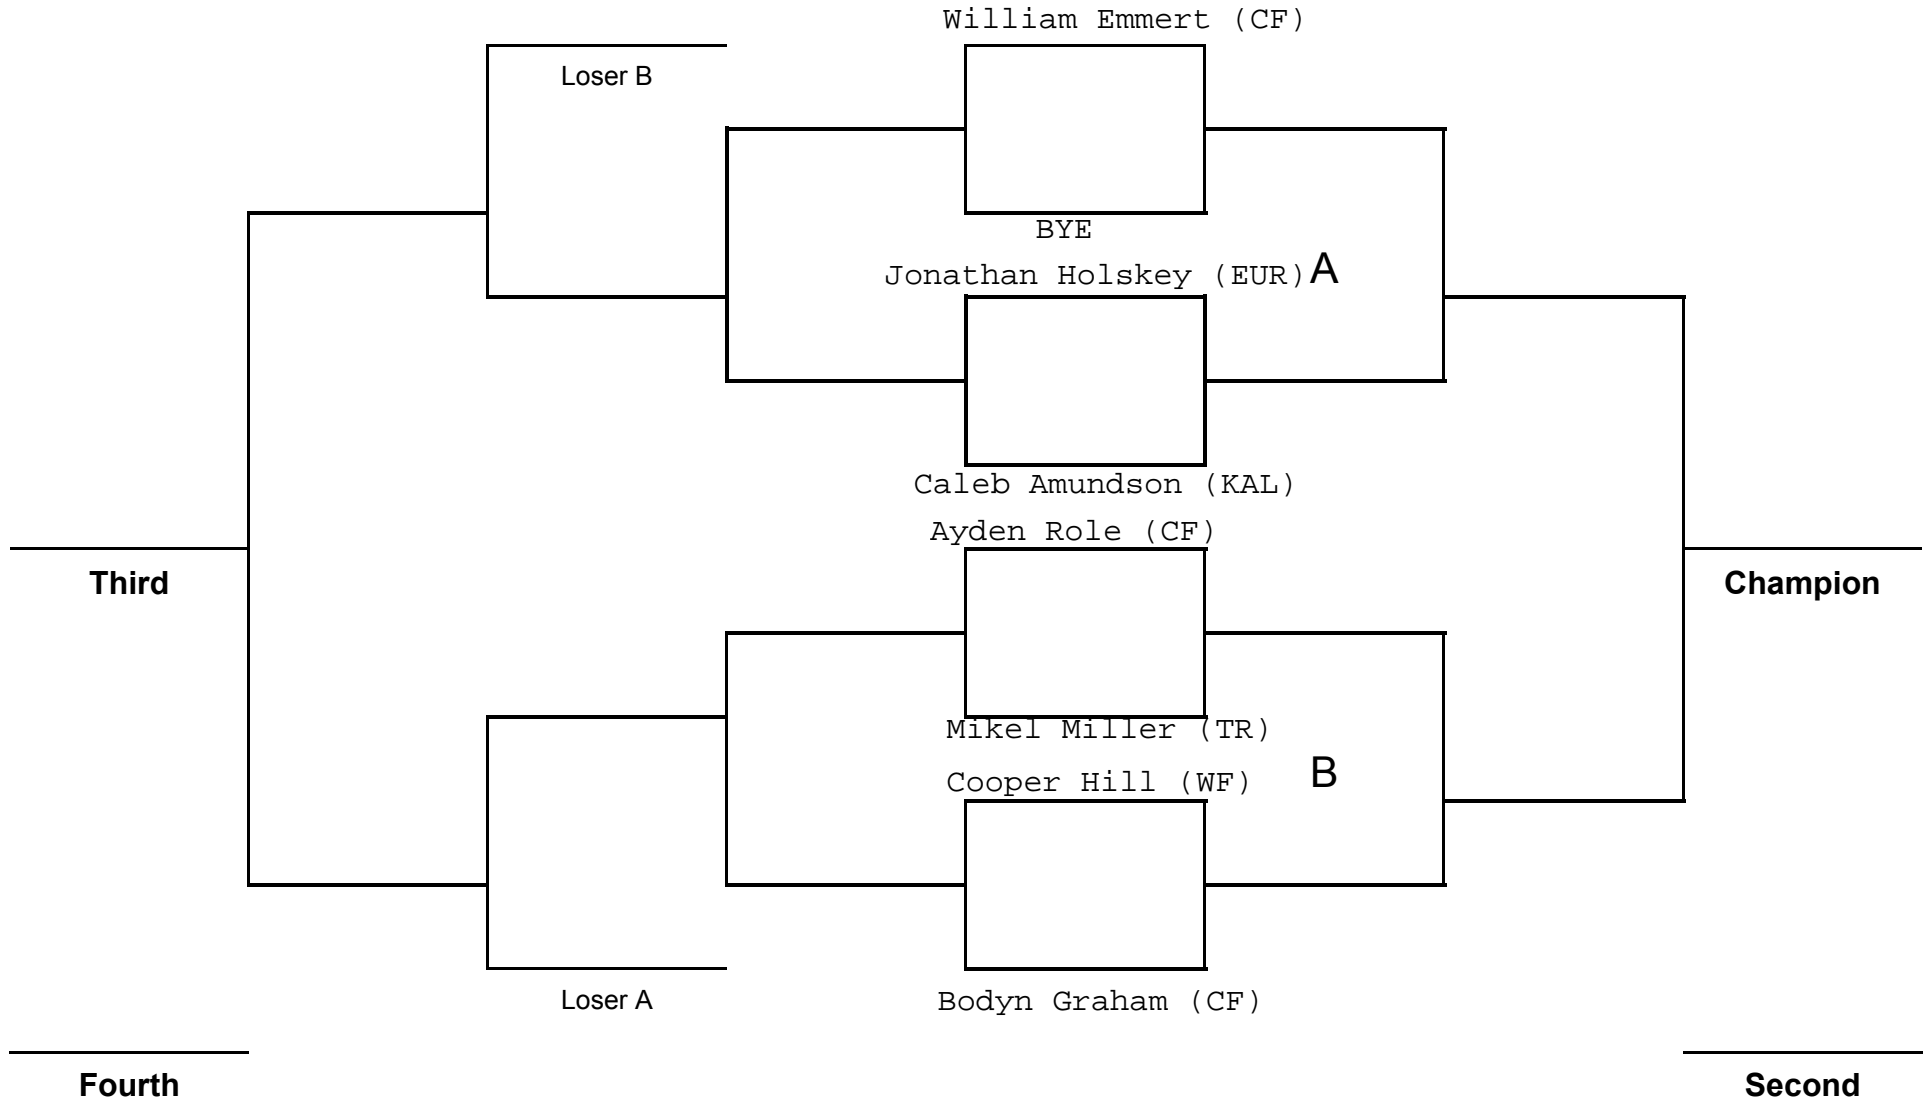 William Emmert (CF)
Loser B
BYE
Jonathan Holskey (EUR)
A
Caleb Amundson (KAL)
Ayden Role (CF)
Third
Champion
Mikel Miller (TR)
Cooper Hill (WF)
B
Loser A
Bodyn Graham (CF)
Fourth
Second